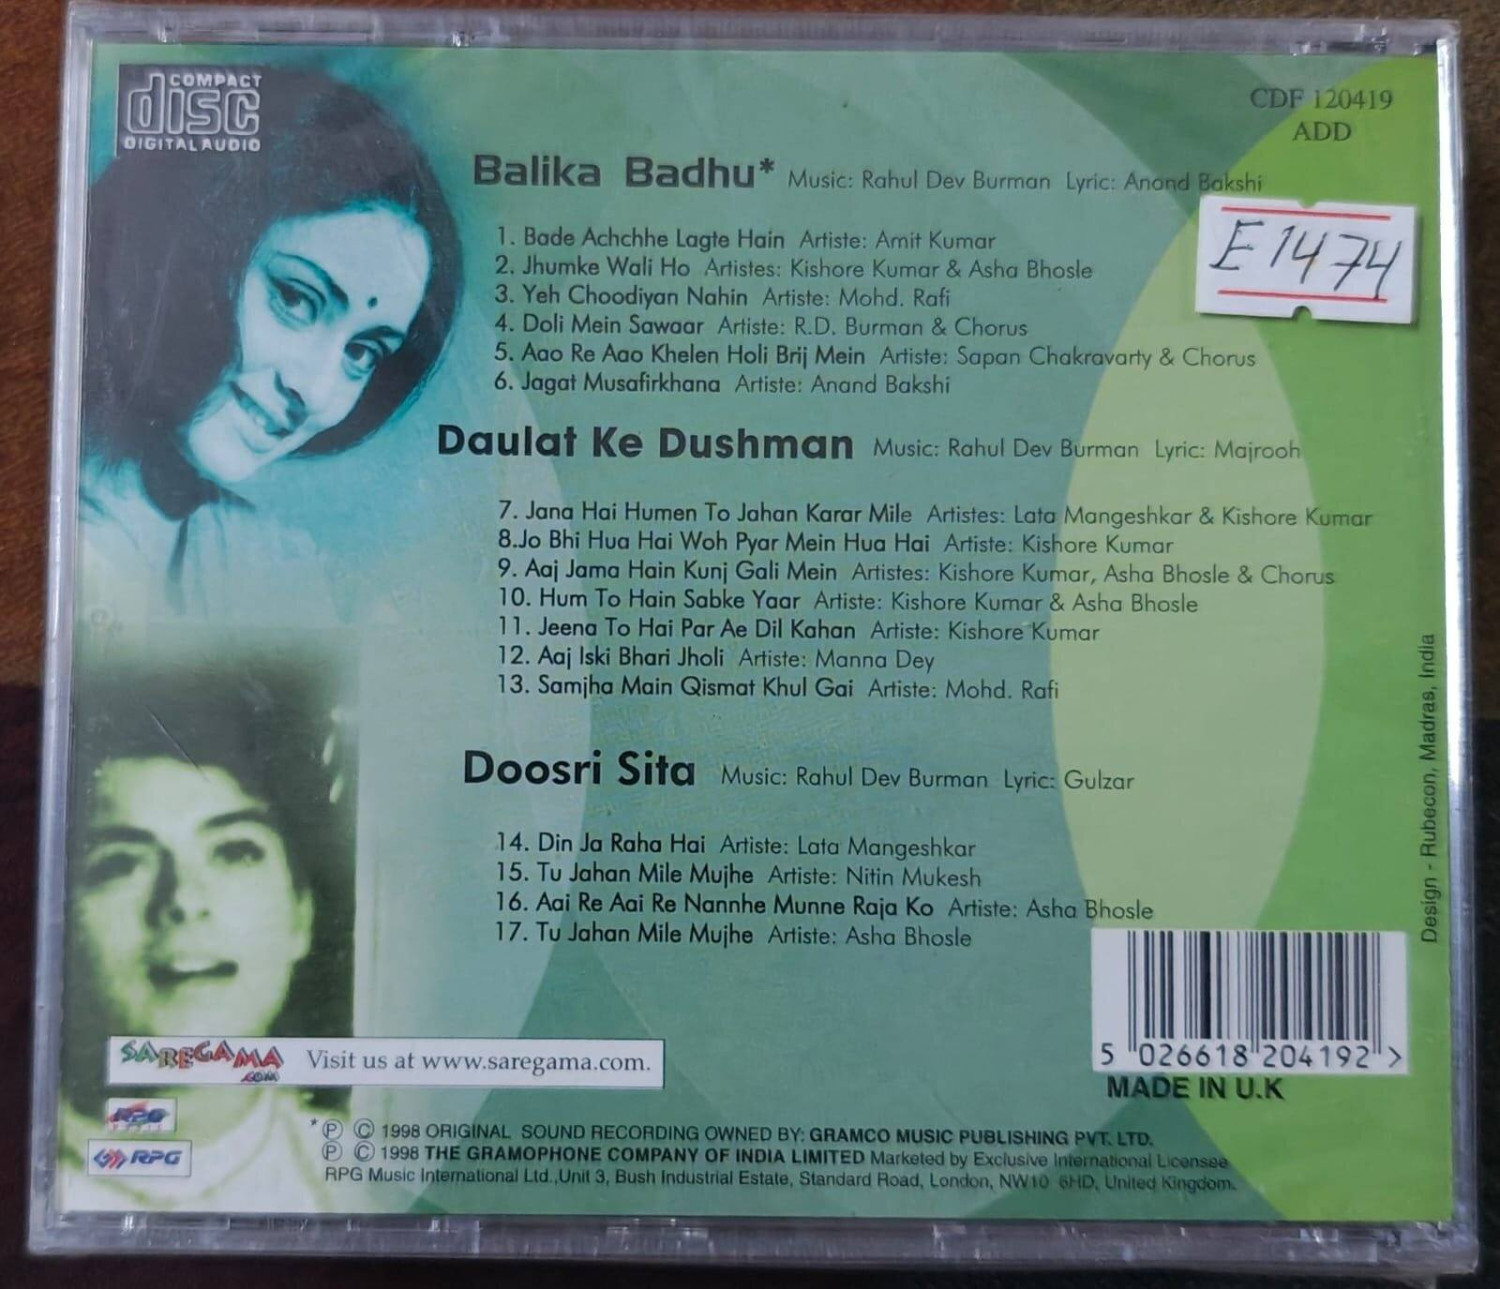 COMPACT
disc
DIGITAL AUDIO
CDF 120419
ADD
Balika Badhu* Music: Rahul Dev Burman Lyric: Anand Bakshi
E1474
1. Bade Achchhe Lagte Hain Artiste: Amit Kumar
2. Jhumke Wali Ho Artistes: Kishore Kumar & Asha Bhosle
3. Yeh Choodiyan Nahin Artiste: Mohd. Rafi
4. Doli Mein Sawaar Artiste: R.D. Burman & Chorus
5. Aao Re Aao Khelen Holi Brij Mein Artiste: Sapan Chakravarty & Chorus
6. Jagat Musafirkhana Artiste: Anand Bakshi
Daulat Ke Dushman Music: Rahul Dev Burman Lyric: Majrooh
7. Jana Hai Humen To Jahan Karar Mile Artistes: Lata Mangeshkar & Kishore Kumar
8.Jo Bhi Hua Hai Woh Pyar Mein Hua Hai Artiste: Kishore Kumar
9. Aaj Jama Hain Kunj Gali Mein Artistes: Kishore Kumar, Asha Bhosle & Chorus
10. Hum To Hain Sabke Yaar Artiste: Kishore Kumar & Asha Bhosle
11. Jeena To Hai Par Ae Dil Kahan Artiste: Kishore Kumar
12. Aaj Iski Bhari Jholi Artiste: Manna Dey
13. Samjha Main Qismat Khul Gai Artiste: Mohd. Rafi
Doosri Sita Music: Rahul Dev Burman Lyric: Gulzar
14. Din Ja Raha Hai Artiste: Lata Mangeshkar
15. Tu Jahan Mile Mujhe Artiste: Nitin Mukesh
16. Aai Re Aai Re Nannhe Munne Raja Ko Artiste: Asha Bhosle
17. Tu Jahan Mile Mujhe Artiste: Asha Bhosle
Design - Rubecon, Madras, India
5 026618 204192 >
MADE IN U.K
SAREGAMA.COM Visit us at www.saregama.com.
RPG
RPG
* Ⓟ © 1998 ORIGINAL SOUND RECORDING OWNED BY: GRAMCO MUSIC PUBLISHING PVT. LTD.
Ⓟ © 1998 THE GRAMOPHONE COMPANY OF INDIA LIMITED Marketed by Exclusive International Licensee
RPG Music International Ltd.,Unit 3, Bush Industrial Estate, Standard Road, London, NW10 6HD, United Kingdom.